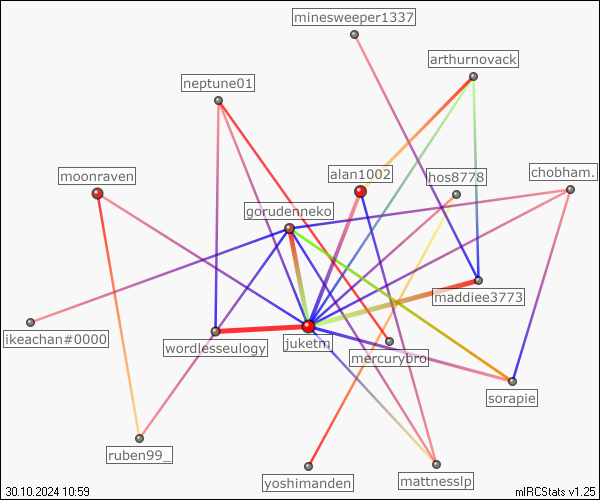 minesweeper1337
arthurnovack
neptune01
moonraven
alan1002
hos8778
chobham.
gorudenneko
maddiee3773
ikeachan#0000
wordlesseulogy
juketm
mercurybro
sorapie
ruben99_
yoshimanden
mattnesslp
30.10.2024 10:59
mIRCStats v1.25